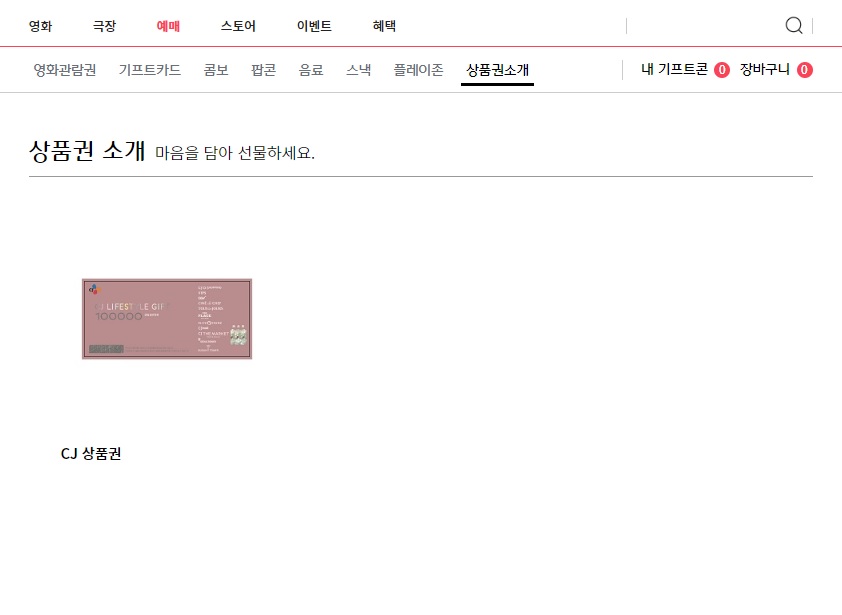 영화 극장 예매 스토어 이벤트 혜택
영화관람권 기프트카드 콤보 팝콘 음료 스낵 플레이존 상품권소개 내 기프트콘 0 장바구니 0
상품권 소개 마음을 담아 선물하세요.
LIFESTYLE GIF
100000
CJ 상품권